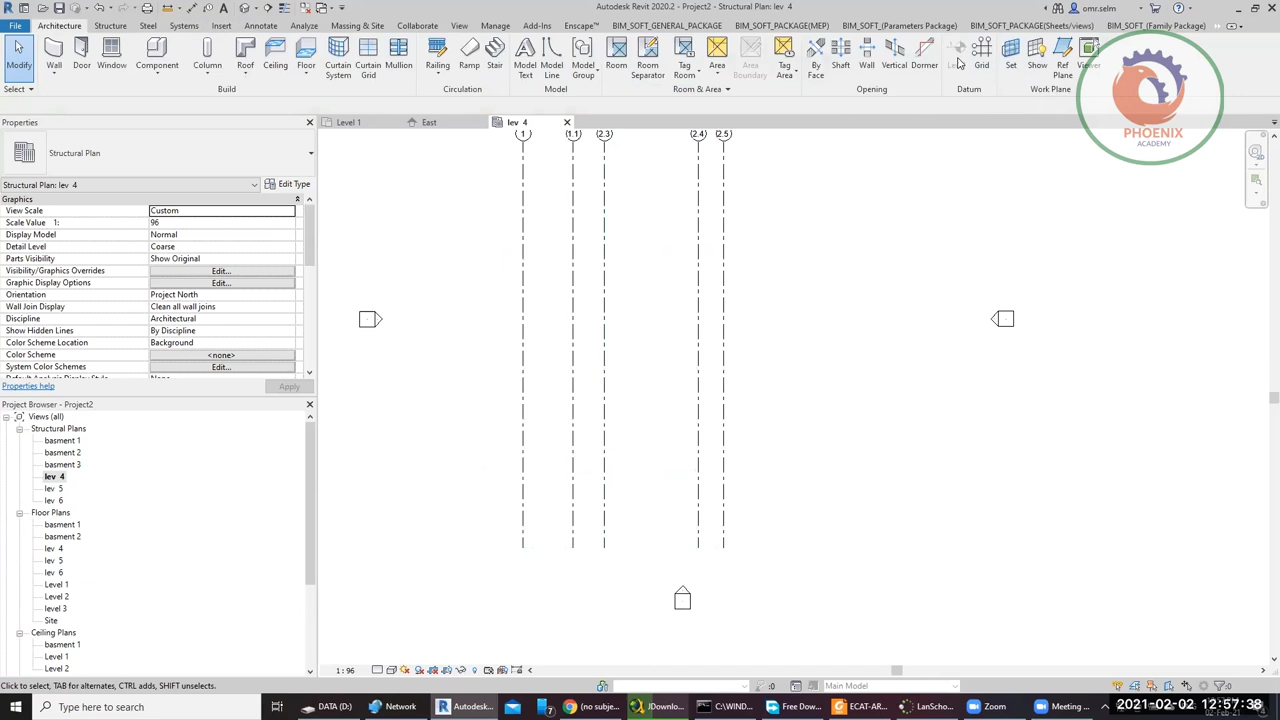 Autodesk Revit 2020.2 - Project2 - Structural Plan: lev 4
omr.selm
File Architecture Structure Steel Systems Insert Annotate Analyze Massing & Site Collaborate View Manage Add-Ins Enscape™ BIM_SOFT_GENERAL_PACKAGE BIM_SOFT_PACKAGE(MEP) BIM_SOFT (Parameters Package) BIM_SOFT_PACKAGE(Sheets/views) BIM_SOFT (Family Package)
Modify Wall Door Window Component Column Roof Ceiling Curtain System Curtain Grid Mullion Railing Ramp Stair Model Text Model Line Model Group Room Room Separator Tag Room Area Area Boundary Tag Area By Face Shaft Wall Vertical Dormer Grid Set Show Ref Plane Viewer
Select Build Circulation Model Room & Area Opening Datum Work Plane
PHOENIX
ACADEMY
Properties
Level 1 East lev 4
1 1.1 2.3 2.4 2.5
Structural Plan
Structural Plan: lev 4 Edit Type
Graphics
View Scale Custom
Scale Value 1: 96
Display Model Normal
Detail Level Coarse
Parts Visibility Show Original
Visibility/Graphics Overrides Edit...
Graphic Display Options Edit...
Orientation Project North
Wall Join Display Clean all wall joins
Discipline Architectural
Show Hidden Lines By Discipline
Color Scheme Location Background
Color Scheme <none>
System Color Schemes Edit...
Properties help Apply
Project Browser - Project2
Views (all)
Structural Plans
basment 1
basment 2
basment 3
lev 4
lev 5
lev 6
Floor Plans
basment 1
basment 2
lev 4
lev 5
lev 6
Level 1
Level 2
level 3
Site
Ceiling Plans
basment 1
Level 1
Level 2
1 : 96
Click to select, TAB for alternates, CTRL adds, SHIFT unselects.
:0 Main Model :0
Type here to search DATA (D:) Network Autodesk... (no subje... JDownlo... C:\WIND... Free Dow... ECAT-AR... LanSchoo... Zoom Meeting ...
2021-02-02 12:57:38